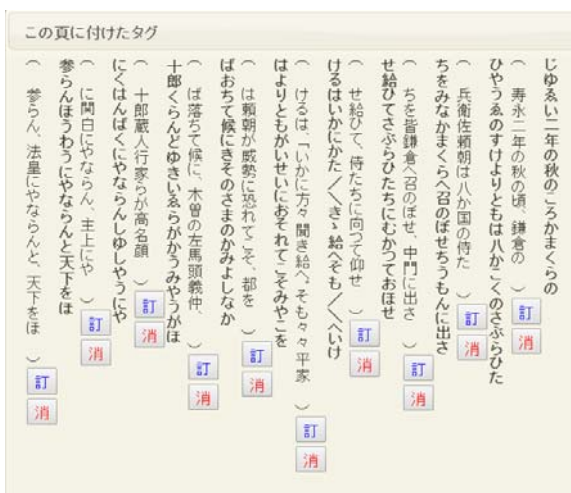 この頁に付けたタグ
じゆゑい二年の秋のころかまくらの
( 寿永二年の秋の頃、鎌倉の ) 訂 消
ひやうゑのすけよりともは八かこくのさぶらひた
( 兵衛佐頼朝は八か国の侍た ) 訂 消
ちをみなかまくらへ召のぼせちうもんに出さ
( ちを皆鎌倉へ召のぼせ、中門に出さ ) 訂 消
せ給ひてさぶらひたちにむかつておほせ
( せ給ひて、侍たちに向つて仰せ ) 訂 消
けるはいかにかた／＼きゝ給へそも／＼へいけ
( けるは、「いかに方々聞き給へ。そも々々平家 ) 訂 消
はよりともがいせいにおそれてこそみやこを
( は頼朝が威勢に恐れてこそ、都を ) 訂 消
ばおちて候にきそのさまのかみよしなか
( ば落ちて候に、木曽の左馬頭義仲、 ) 訂 消
十郎くらんどゆきいゑらがかうみやうがほ
( 十郎蔵人行家らが高名顔 ) 訂 消
にくはんばくにやならんしゆしやうにや
( に関白にやならん、主上にや ) 訂 消
参らんほうわうにやならんと天下をほ
( 参らん、法皇にやならんと、天下をほ ) 訂 消